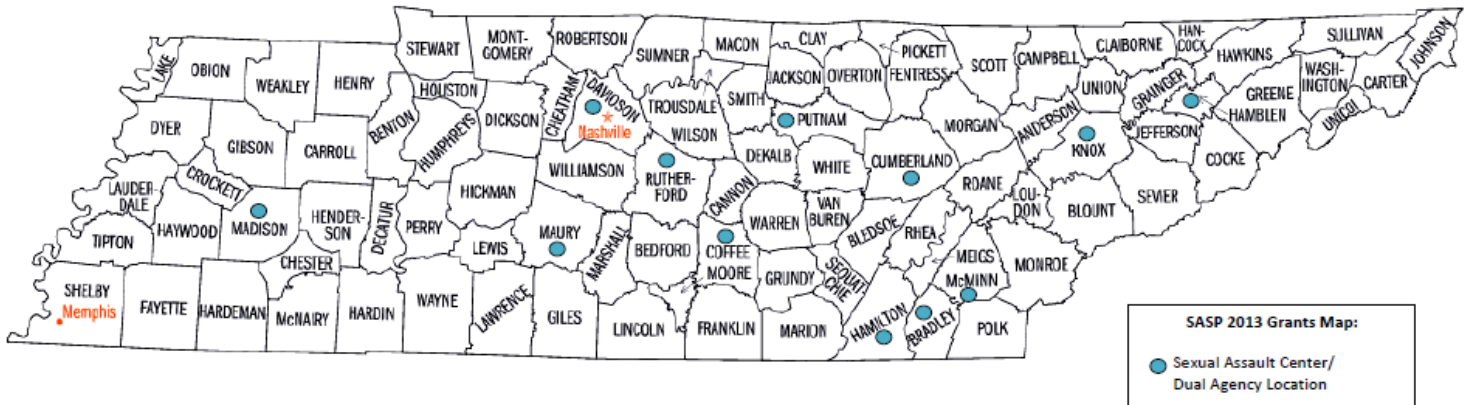 STEWART
MONT-
GOMERY
ROBERTSON
SUMNER
MACON
CLAY
PICKETT
SCOTT
CAMPBELL
CLAIBORNE
HAN-
COCK
HAWKINS
SULLIVAN
JOHNSON
LAKE
OBION
WEAKLEY
HENRY
HOUSTON
CHEATHAM
DAVIDSON
Nashville
TROUSDALE
SMITH
JACKSON
OVERTON
FENTRESS
UNION
GRAINGER
WASH-
INGTON
CARTER
GREENE
UNICOI
HAMBLEN
DYER
GIBSON
CARROLL
BENTON
HUMPHREYS
DICKSON
WILSON
PUTNAM
MORGAN
ANDERSON
KNOX
JEFFERSON
COCKE
CROCKETT
WILLIAMSON
RUTHER-
FORD
CANNON
DEKALB
WHITE
CUMBERLAND
ROANE
LOU-
DON
BLOUNT
SEVIER
LAUDER-
DALE
HAYWOOD
MADISON
HENDER-
SON
DECATUR
PERRY
HICKMAN
LEWIS
MAURY
MARSHALL
BEDFORD
COFFEE
MOORE
WARREN
VAN
BUREN
BLEDSOE
RHEA
MEIGS
McMINN
MONROE
TIPTON
CHESTER
GRUNDY
SEQUAT-
CHIE
SHELBY
Memphis
FAYETTE
HARDEMAN
McNAIRY
HARDIN
WAYNE
LAWRENCE
GILES
LINCOLN
FRANKLIN
MARION
HAMILTON
BRADLEY
POLK
SASP 2013 Grants Map:
Sexual Assault Center/
Dual Agency Location